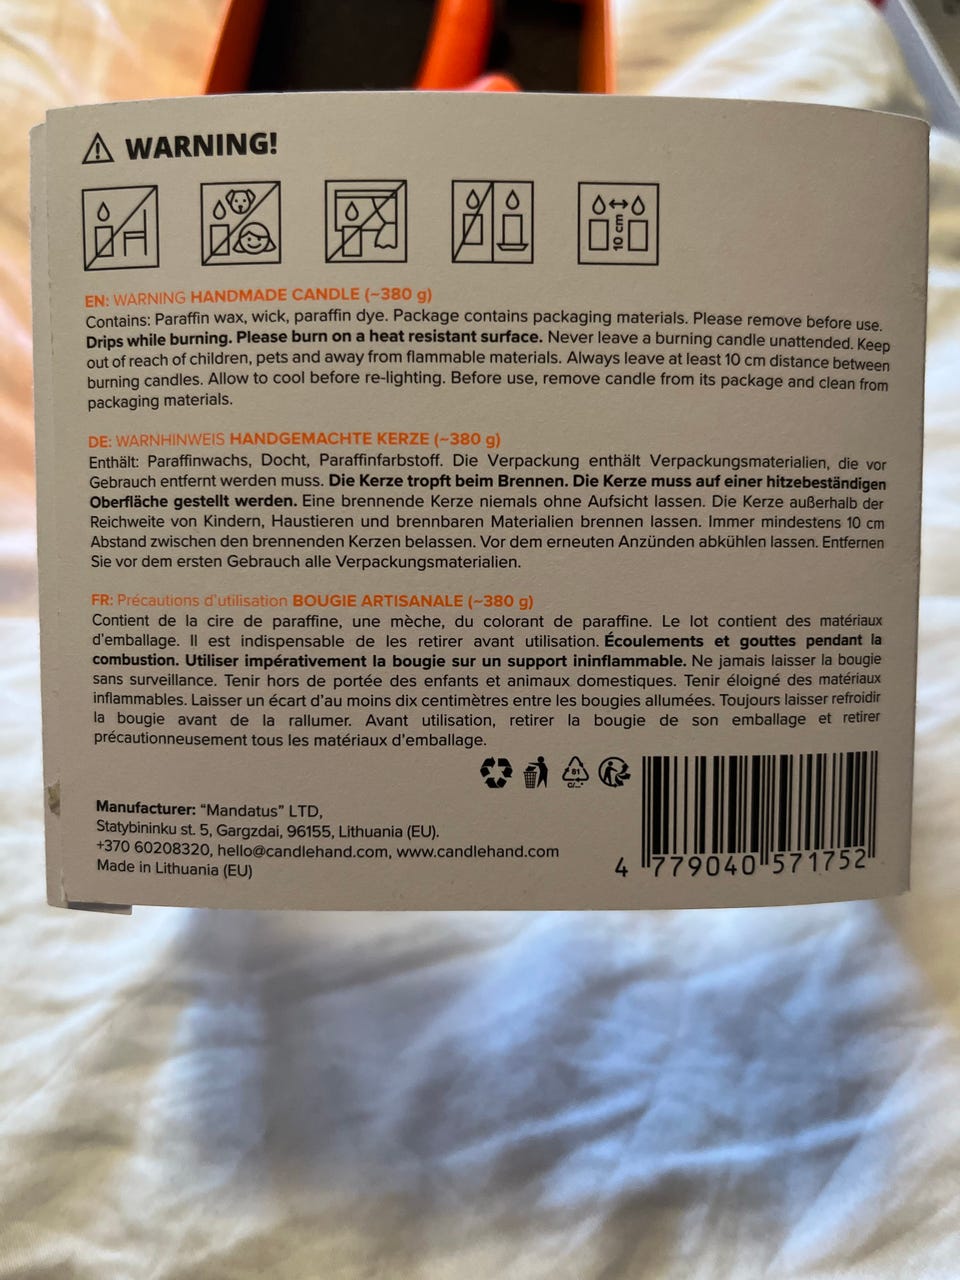 WARNING!
10 cm
EN: WARNING HANDMADE CANDLE (~380 g)
Contains: Paraffin wax, wick, paraffin dye. Package contains packaging materials. Please remove before use.
Drips while burning. Please burn on a heat resistant surface. Never leave a burning candle unattended. Keep
out of reach of children, pets and away from flammable materials. Always leave at least 10 cm distance between
burning candles. Allow to cool before re-lighting. Before use, remove candle from its package and clean from
packaging materials.
DE: WARNHINWEIS HANDGEMACHTE KERZE (~380 g)
Enthält: Paraffinwachs, Docht, Paraffinfarbstoff. Die Verpackung enthält Verpackungsmaterialien, die vor
Gebrauch entfernt werden muss. Die Kerze tropft beim Brennen. Die Kerze muss auf einer hitzebeständigen
Oberfläche gestellt werden. Eine brennende Kerze niemals ohne Aufsicht lassen. Die Kerze außerhalb der
Reichweite von Kindern, Haustieren und brennbaren Materialien brennen lassen. Immer mindestens 10 cm
Abstand zwischen den brennenden Kerzen belassen. Vor dem erneuten Anzünden abkühlen lassen. Entfernen
Sie vor dem ersten Gebrauch alle Verpackungsmaterialien.
FR: Précautions d'utilisation BOUGIE ARTISANALE (~380 g)
Contient de la cire de paraffine, une mèche, du colorant de paraffine. Le lot contient des matériaux
d'emballage. Il est indispensable de les retirer avant utilisation. Écoulements et gouttes pendant la
combustion. Utiliser impérativement la bougie sur un support ininflammable. Ne jamais laisser la bougie
sans surveillance. Tenir hors de portée des enfants et animaux domestiques. Tenir éloigné des matériaux
inflammables. Laisser un écart d'au moins dix centimètres entre les bougies allumées. Toujours laisser refroidir
la bougie avant de la rallumer. Avant utilisation, retirer la bougie de son emballage et retirer
précautionneusement tous les matériaux d'emballage.
81
C/...
Manufacturer: "Mandatus" LTD,
Statybininku st. 5, Gargzdai, 96155, Lithuania (EU).
+370 60208320, hello@candlehand.com, www.candlehand.com
Made in Lithuania (EU)
4 779040 571752